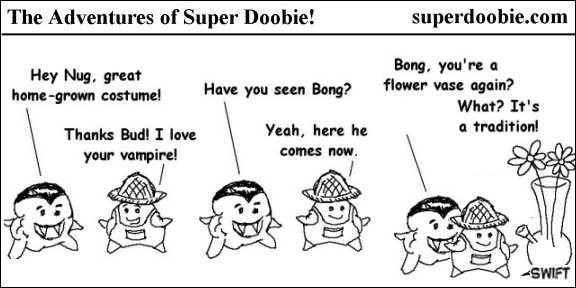 The Adventures of Super Doobie!
superdoobie.com
Hey Nug, great
home-grown costume!
Thanks Bud! I love
your vampire!
Have you seen Bong?
Yeah, here he
comes now.
Bong, you're a
flower vase again?
What? It's
a tradition!
SWIFT